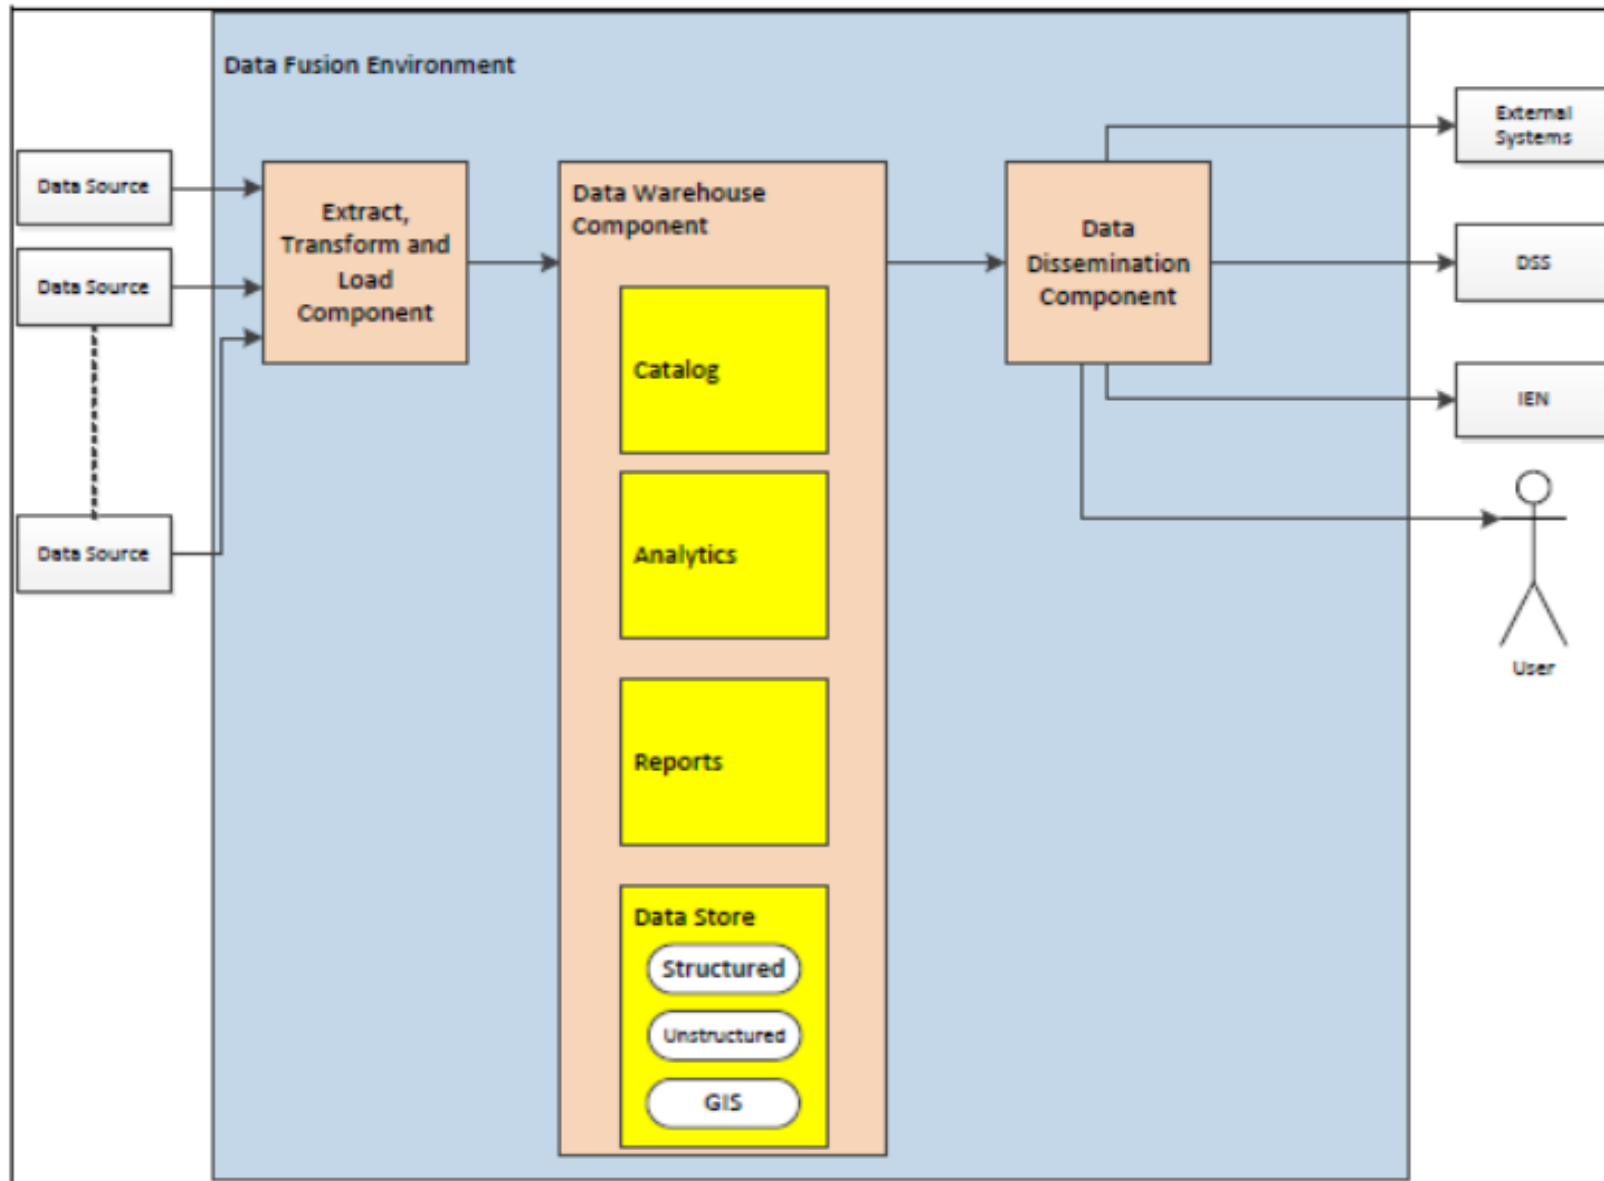 Data Fusion Environment
Data Source
Data Source
Data Source
Extract,
Transform and
Load
Component
Data Warehouse
Component
Catalog
Analytics
Reports
Data Store
Structured
Unstructured
GIS
Data
Dissemination
Component
External
Systems
DSS
IEN
User